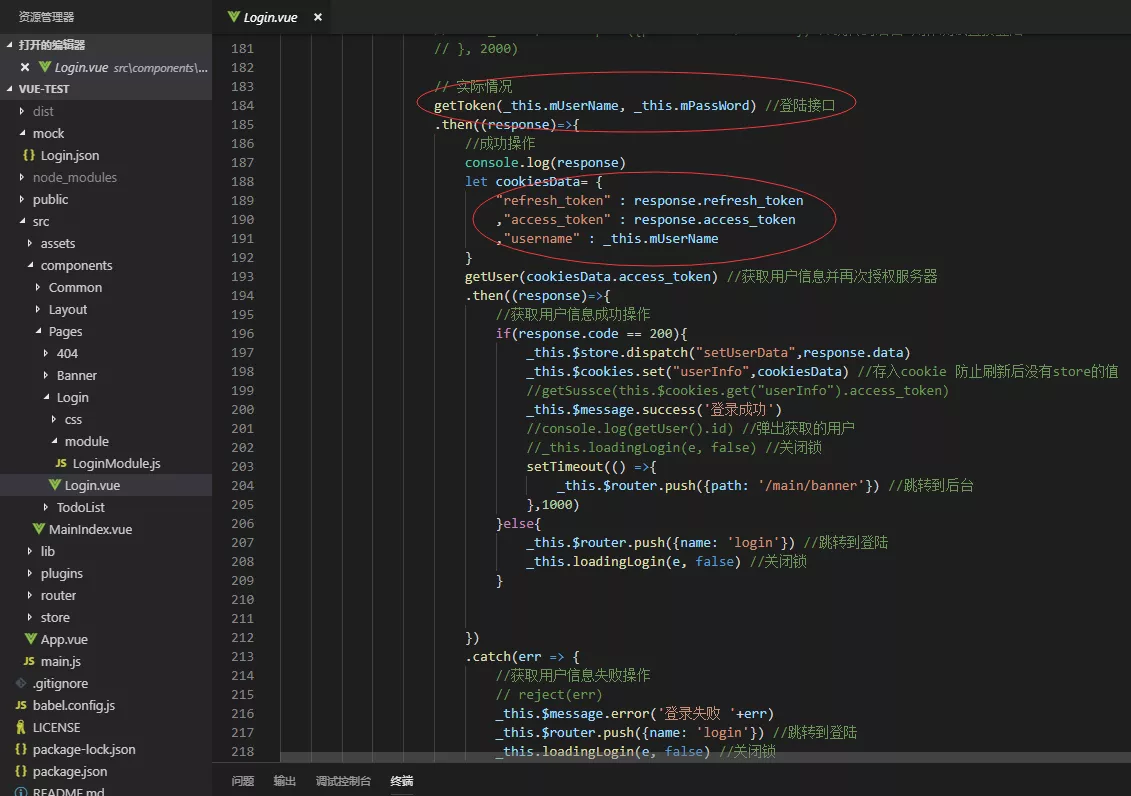 资源管理器
打开的编辑器
Login.vue src\components\...
VUE-TEST
dist
mock
{} Login.json
node_modules
public
src
assets
components
Common
Layout
Pages
404
Banner
Login
css
module
JS LoginModule.js
Login.vue
TodoList
MainIndex.vue
lib
plugins
router
store
App.vue
JS main.js
.gitignore
JS babel.config.js
LICENSE
{} package-lock.json
{} package.json
README.md
Login.vue
181 // }, 2000)
182
183 // 实际情况
184 getToken(_this.mUserName, _this.mPassWord) //登陆接口
185 .then((response)=>{
186 //成功操作
187 console.log(response)
188 let cookiesData= {
189 "refresh_token" : response.refresh_token
190 ,"access_token" : response.access_token
191 ,"username" : _this.mUserName
192 }
193 getUser(cookiesData.access_token) //获取用户信息并再次授权服务器
194 .then((response)=>{
195 //获取用户信息成功操作
196 if(response.code == 200){
197 _this.$store.dispatch("setUserData",response.data)
198 _this.$cookies.set("userInfo",cookiesData) //存入cookie 防止刷新后没有store的值
199 //getSussce(this.$cookies.get("userInfo").access_token)
200 _this.$message.success('登录成功')
201 //console.log(getUser().id) //弹出获取的用户
202 //_this.loadingLogin(e, false) //关闭锁
203 setTimeout(() =>{
204 _this.$router.push({path: '/main/banner'}) //跳转到后台
205 },1000)
206 }else{
207 _this.$router.push({name: 'login'}) //跳转到登陆
208 _this.loadingLogin(e, false) //关闭锁
209 }
210
211
212 })
213 .catch(err => {
214 //获取用户信息失败操作
215 // reject(err)
216 _this.$message.error('登录失败 '+err)
217 _this.$router.push({name: 'login'}) //跳转到登陆
218 _this.loadingLogin(e, false) //关闭锁
问题 输出 调试控制台 终端